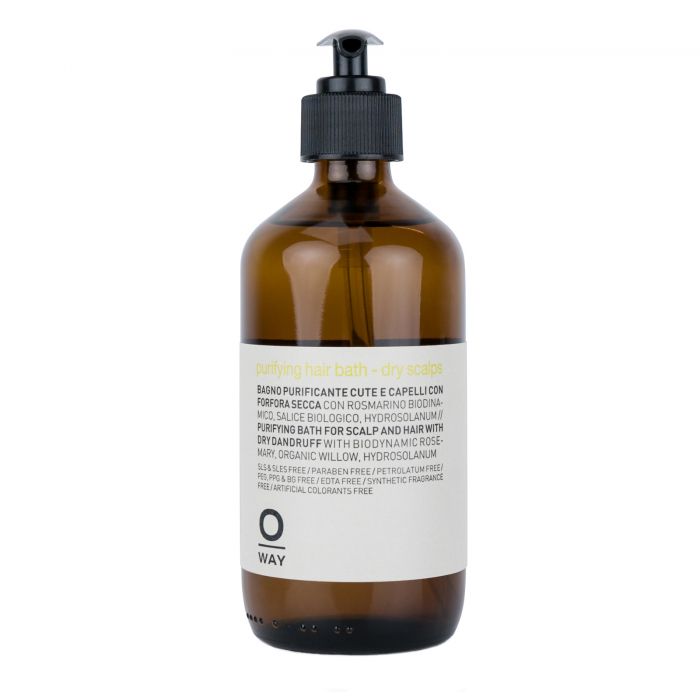 purifying hair bath - dry scalps
BAGNO PURIFICANTE CUTE E CAPELLI CON
FORFORA SECCA CON ROSMARINO BIODINA-
MICO, SALICE BIOLOGICO, HYDROSOLANUM //
PURIFYING BATH FOR SCALP AND HAIR WITH
DRY DANDRUFF WITH BIODYNAMIC ROSE-
MARY, ORGANIC WILLOW, HYDROSOLANUM
SLS & SLES FREE / PARABEN FREE / PETROLATUM FREE /
PEG, PPG & BG FREE / EDTA FREE / SYNTHETIC FRAGRANCE
FREE / ARTIFICIAL COLORANTS FREE
O
WAY